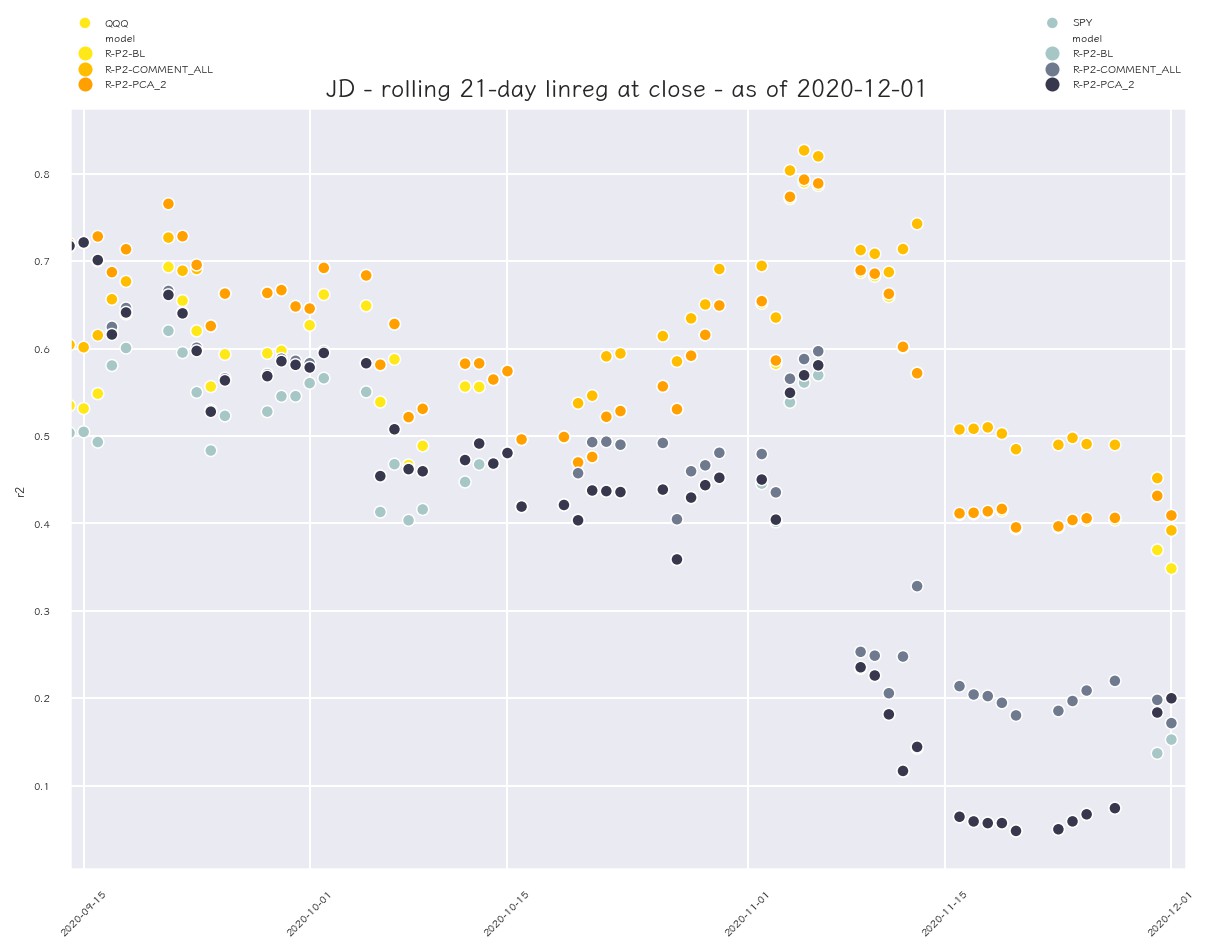 QQQ
model
R-P2-BL
R-P2-COMMENT_ALL
R-P2-PCA_2
SPY
model
R-P2-BL
R-P2-COMMENT_ALL
R-P2-PCA_2
JD - rolling 21-day linreg at close - as of 2020-12-01
0.8
0.7
0.6
0.5
0.4
0.3
0.2
0.1
r2
2020-09-15
2020-10-01
2020-10-15
2020-11-01
2020-11-15
2020-12-01